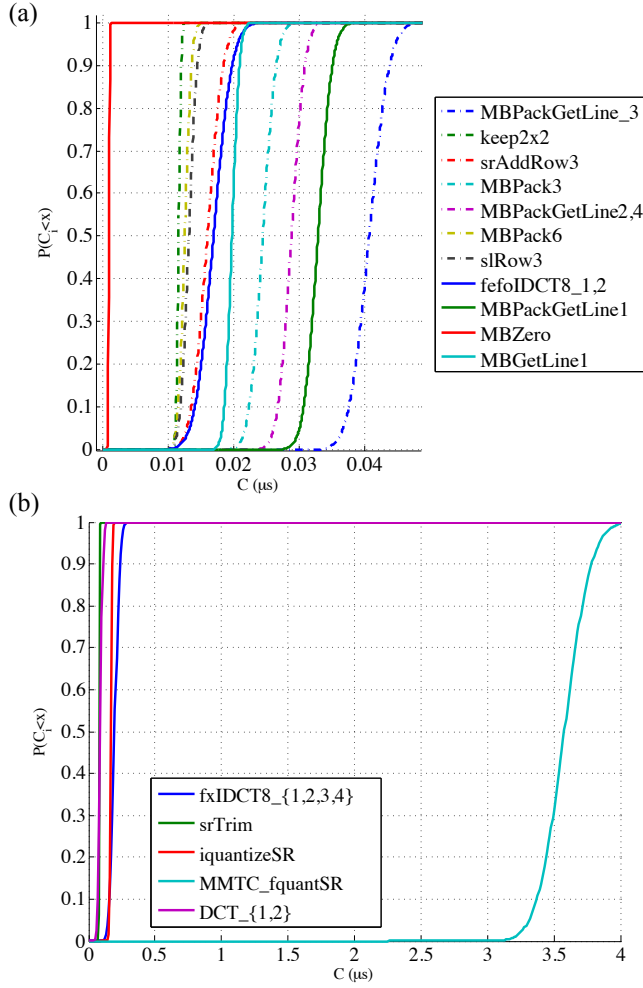 (a)
1
0.9
0.8
0.7
0.6
0.5
0.4
0.3
0.2
0.1
0
P(C_i<x)
0 0.01 0.02 0.03 0.04
C (μs)
MBPackGetLine_3
keep2x2
srAddRow3
MBPack3
MBPackGetLine2,4
MBPack6
slRow3
fefoIDCT8_1,2
MBPackGetLine1
MBZero
MBGetLine1
(b)
1
0.9
0.8
0.7
0.6
0.5
0.4
0.3
0.2
0.1
0
P(C_i<x)
fxIDCT8_{1,2,3,4}
srTrim
iquantizeSR
MMTC_fquantSR
DCT_{1,2}
0 0.5 1 1.5 2 2.5 3 3.5 4
C (μs)